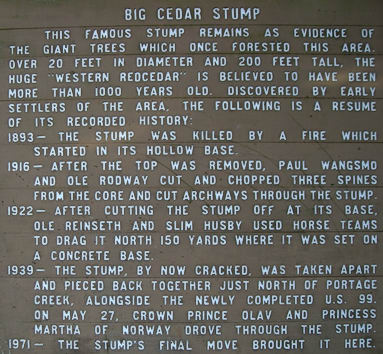 BIG CEDAR STUMP
THIS FAMOUS STUMP REMAINS AS EVIDENCE OF
THE GIANT TREES WHICH ONCE FORESTED THIS AREA.
OVER 20 FEET IN DIAMETER AND 200 FEET TALL, THE
HUGE "WESTERN REDCEDAR" IS BELIEVED TO HAVE BEEN
MORE THAN 1000 YEARS OLD. DISCOVERED BY EARLY
SETTLERS OF THE AREA, THE FOLLOWING IS A RESUME
OF ITS RECORDED HISTORY:
1893 - THE STUMP WAS KILLED BY A FIRE WHICH
STARTED IN ITS HOLLOW BASE.
1916 - AFTER THE TOP WAS REMOVED, PAUL WANGSMO
AND OLE RODWAY CUT AND CHOPPED THREE SPINES
FROM THE CORE AND CUT ARCHWAYS THROUGH THE STUMP.
1922 - AFTER CUTTING THE STUMP OFF AT ITS BASE,
OLE REINSETH AND SLIM HUSBY USED HORSE TEAMS
TO DRAG IT NORTH 150 YARDS WHERE IT WAS SET ON
A CONCRETE BASE.
1939 - THE STUMP, BY NOW CRACKED, WAS TAKEN APART
AND PIECED BACK TOGETHER JUST NORTH OF PORTAGE
CREEK, ALONGSIDE THE NEWLY COMPLETED U.S. 99.
ON MAY 27, CROWN PRINCE OLAV AND PRINCESS
MARTHA OF NORWAY DROVE THROUGH THE STUMP.
1971 - THE STUMP'S FINAL MOVE BROUGHT IT HERE.